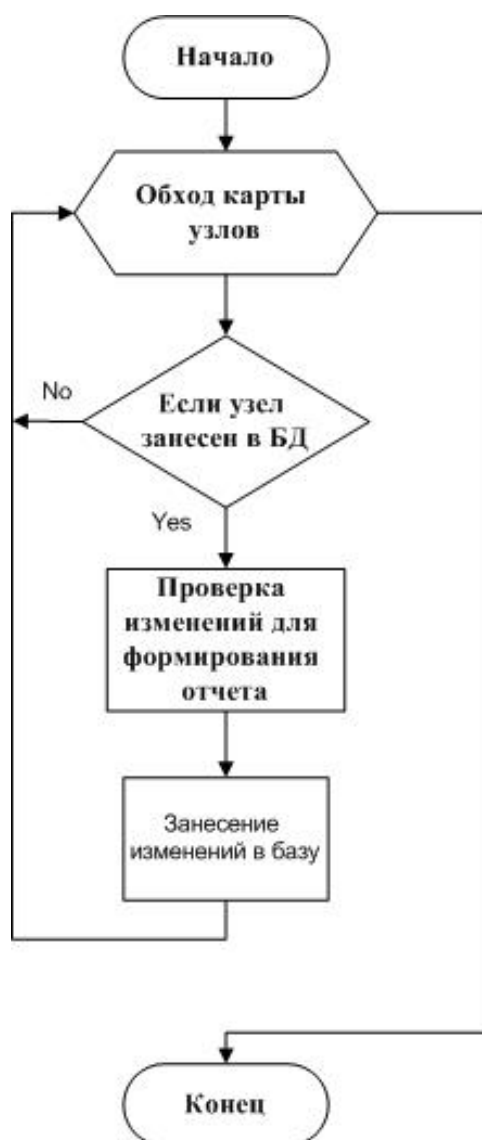 Начало
Обход карты
узлов
No
Если узел
занесен в БД
Yes
Проверка
изменений для
формирования
отчета
Занесение
изменений в базу
Конец